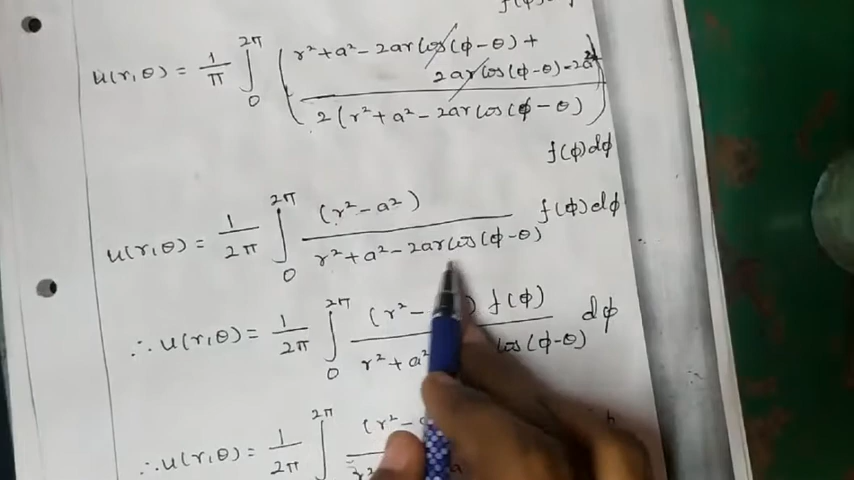 u(r,θ) = 1/π ∫₀^2π ( r² + a² - 2ar cos(φ-θ) + 2ar cos(φ-θ) - 2a² / 2(r² + a² - 2ar cos(φ-θ) )
f(φ)dφ
u(r,θ) = 1/2π ∫₀^2π (r² - a²) / r² + a² - 2ar cos(φ-θ) f(φ)dφ
∴ u(r,θ) = 1/2π ∫₀^2π (r² - ) f(φ) / r² + a² cos(φ-θ) dφ
∴ u(r,θ) = 1/2π ∫ ^2π (r² -